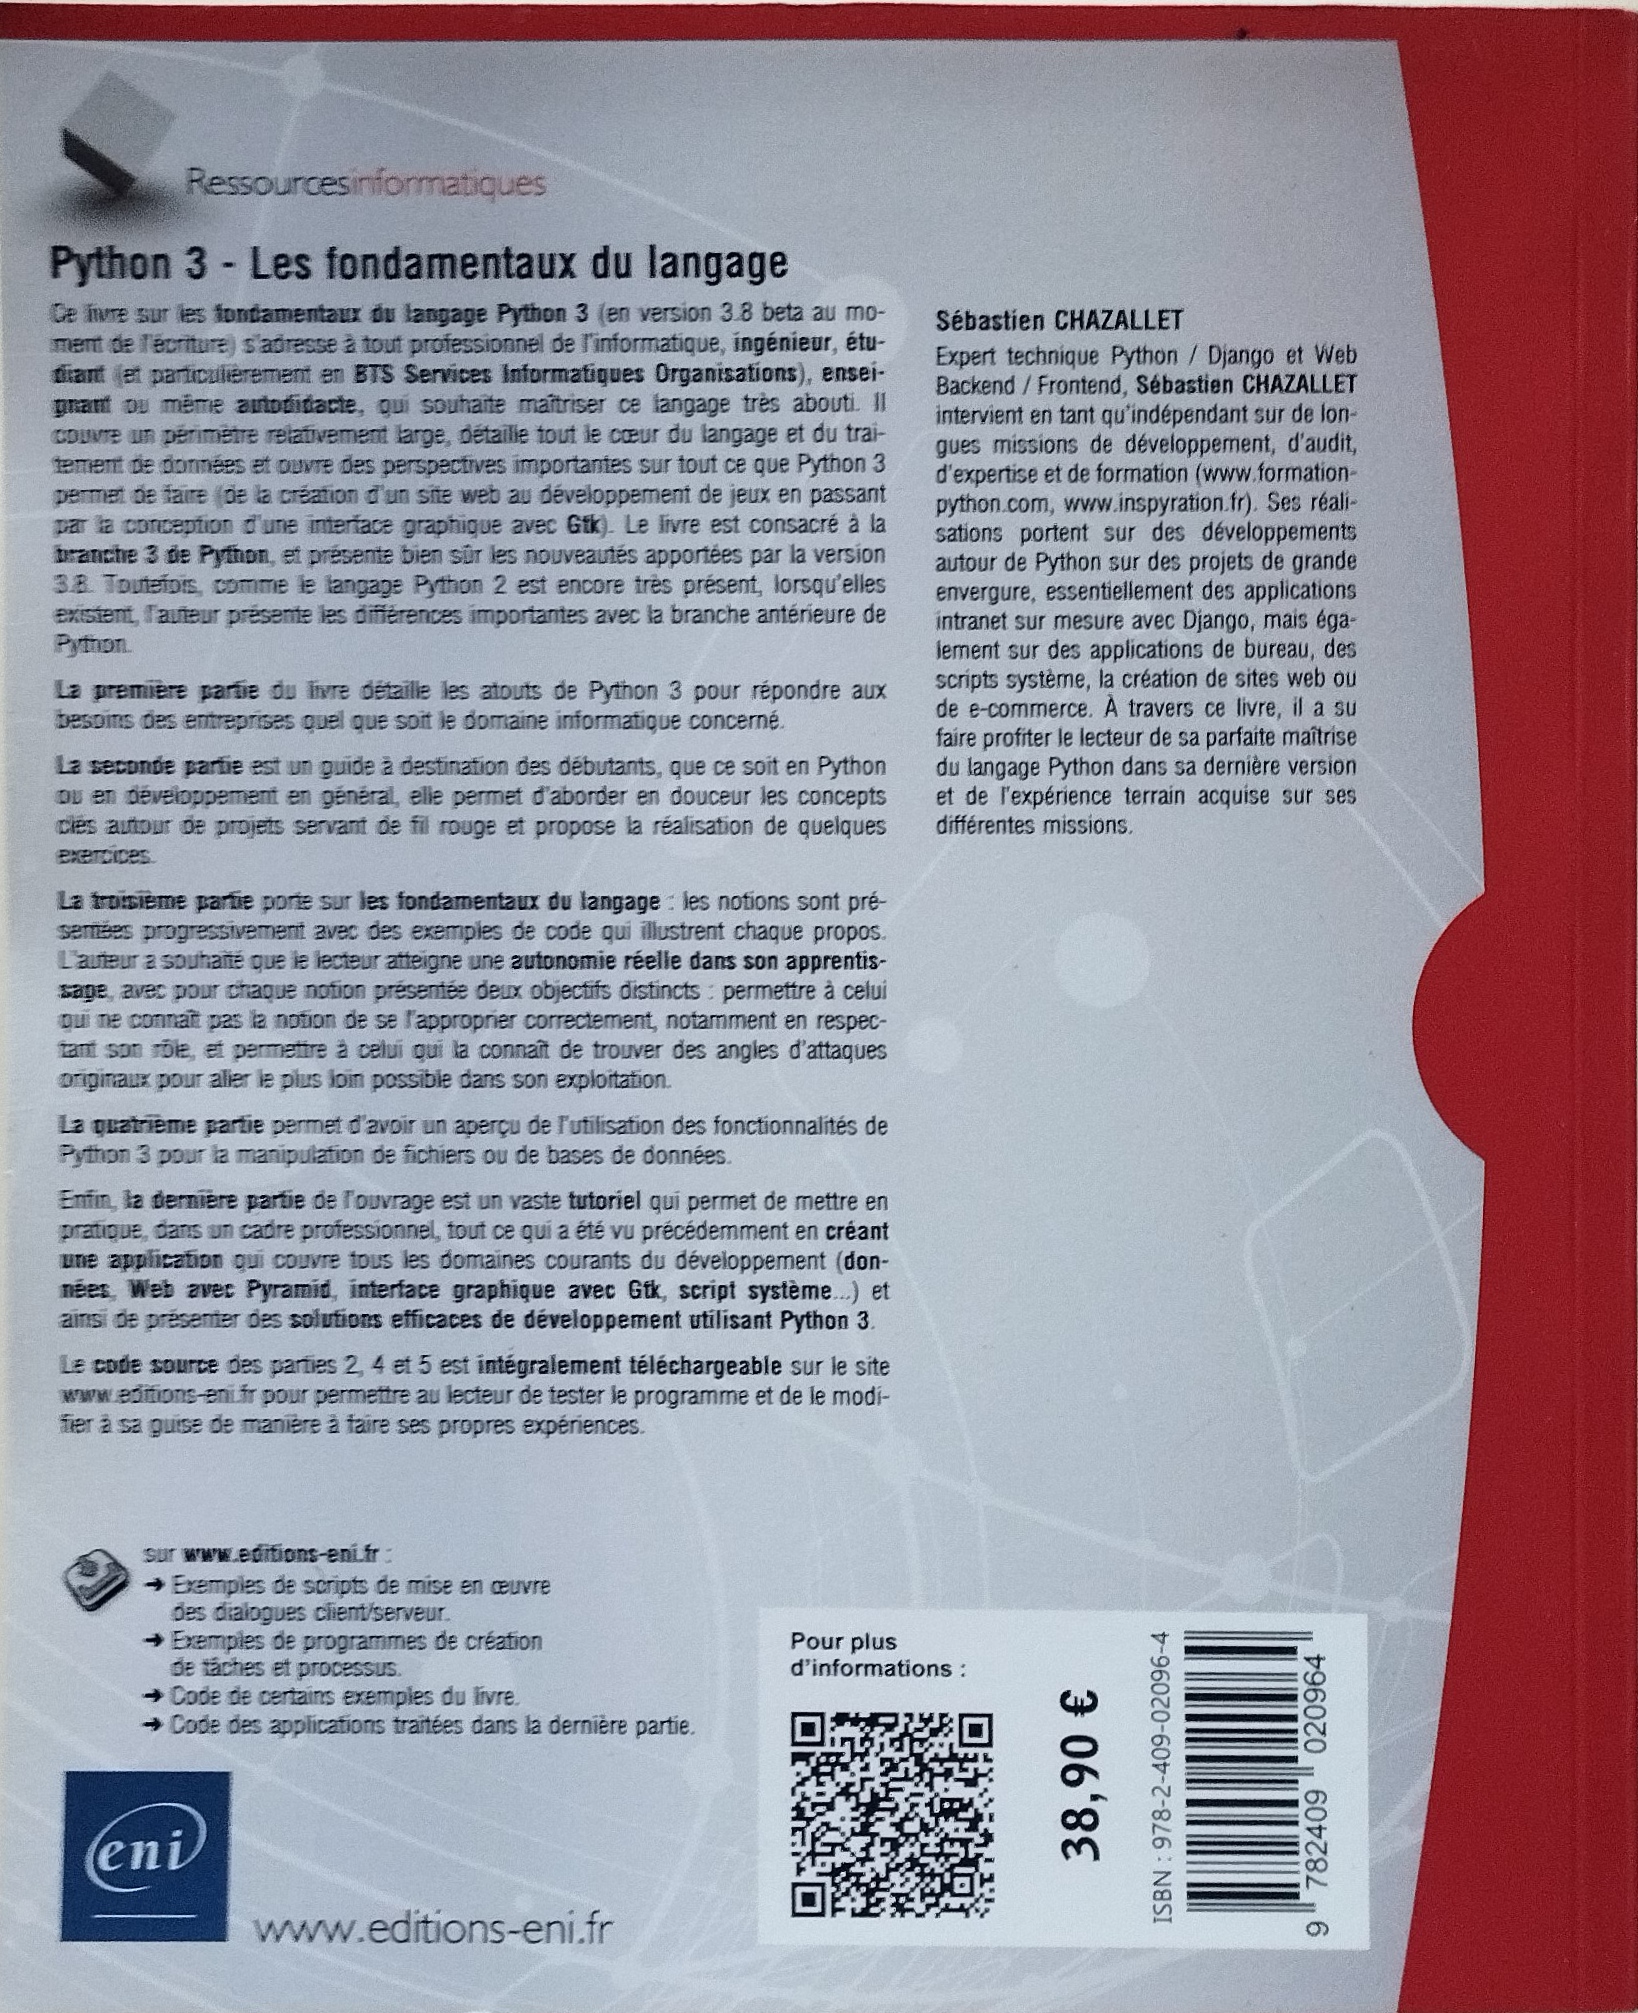 Ressourcesinformatiques
Python 3 - Les fondamentaux du langage
Ce livre sur les fondamentaux du langage Python 3 (en version 3.8 beta au mo-
ment de l'écriture) s'adresse à tout professionnel de l'informatique, ingénieur, étu-
diant (et particulièrement en BTS Services Informatiques Organisations), ensei-
gnant ou même autodidacte, qui souhaite maîtriser ce langage très abouti. Il
couvre un périmètre relativement large, détaille tout le cœur du langage et du trai-
tement de données et ouvre des perspectives importantes sur tout ce que Python 3
permet de faire (de la création d'un site web au développement de jeux en passant
par la conception d'une interface graphique avec Gtk). Le livre est consacré à la
branche 3 de Python, et présente bien sûr les nouveautés apportées par la version
3.8. Toutefois, comme le langage Python 2 est encore très présent, lorsqu'elles
existent, l'auteur présente les différences importantes avec la branche antérieure de
Python.
La première partie du livre détaille les atouts de Python 3 pour répondre aux
besoins des entreprises quel que soit le domaine informatique concerné.
La seconde partie est un guide à destination des débutants, que ce soit en Python
ou en développement en général, elle permet d'aborder en douceur les concepts
clés autour de projets servant de fil rouge et propose la réalisation de quelques
exercices.
La troisième partie porte sur les fondamentaux du langage : les notions sont pré-
sentées progressivement avec des exemples de code qui illustrent chaque propos.
L'auteur a souhaité que le lecteur atteigne une autonomie réelle dans son apprentis-
sage, avec pour chaque notion présentée deux objectifs distincts : permettre à celui
qui ne connaît pas la notion de se l'approprier correctement, notamment en respec-
tant son rôle, et permettre à celui qui la connaît de trouver des angles d'attaques
originaux pour aller le plus loin possible dans son exploitation.
La quatrième partie permet d'avoir un aperçu de l'utilisation des fonctionnalités de
Python 3 pour la manipulation de fichiers ou de bases de données.
Enfin, la dernière partie de l'ouvrage est un vaste tutoriel qui permet de mettre en
pratique, dans un cadre professionnel, tout ce qui a été vu précédemment en créant
une application qui couvre tous les domaines courants du développement (don-
nées, Web avec Pyramid, interface graphique avec Gtk, script système...) et
ainsi de présenter des solutions efficaces de développement utilisant Python 3.
Le code source des parties 2, 4 et 5 est intégralement téléchargeable sur le site
www.editions-eni.fr pour permettre au lecteur de tester le programme et de le modi-
fier à sa guise de manière à faire ses propres expériences.
Sébastien CHAZALLET
Expert technique Python / Django et Web
Backend / Frontend, Sébastien CHAZALLET
intervient en tant qu'indépendant sur de lon-
gues missions de développement, d'audit,
d'expertise et de formation (www.formation-
python.com, www.inspyration.fr). Ses réali-
sations portent sur des développements
autour de Python sur des projets de grande
envergure, essentiellement des applications
intranet sur mesure avec Django, mais éga-
lement sur des applications de bureau, des
scripts système, la création de sites web ou
de e-commerce. À travers ce livre, il a su
faire profiter le lecteur de sa parfaite maîtrise
du langage Python dans sa dernière version
et de l'expérience terrain acquise sur ses
différentes missions.
sur www.editions-eni.fr :
➔ Exemples de scripts de mise en œuvre
des dialogues client/serveur.
➔ Exemples de programmes de création
de tâches et processus.
➔ Code de certains exemples du livre.
➔ Code des applications traitées dans la dernière partie.
eni
www.editions-eni.fr
Pour plus
d'informations :
38,90 €
ISBN : 978-2-409-02096-4
9 782409 020964